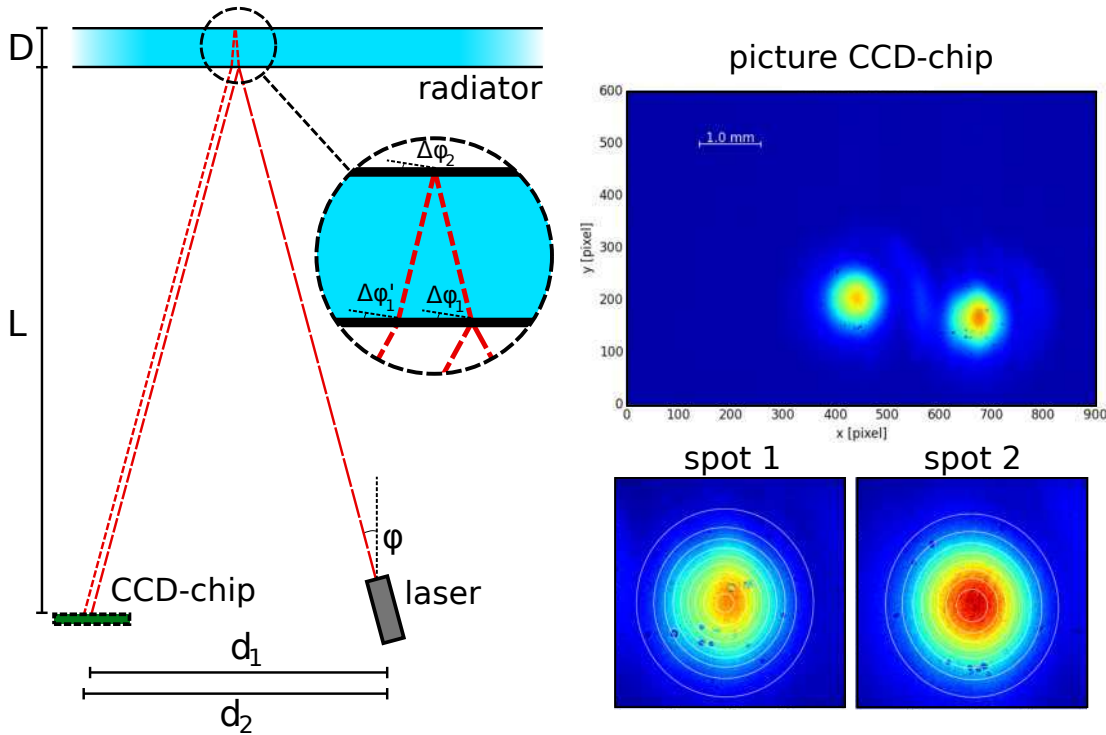 D
radiator
Δφ₂
Δφ₁'
Δφ₁
L
φ
CCD-chip
laser
d₁
d₂
picture CCD-chip
600
500
400
300
200
100
0
y [pixel]
1.0 mm
0 100 200 300 400 500 600 700 800 900
x [pixel]
spot 1
spot 2